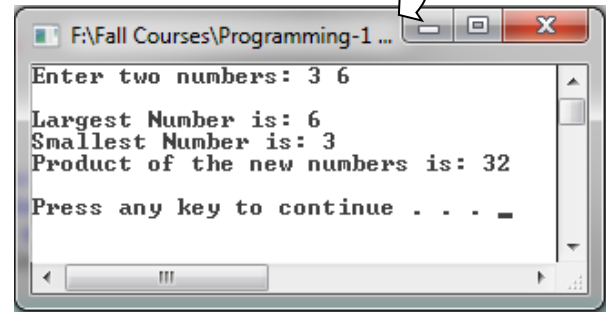 F:\Fall Courses\Programming-1 ...
Enter two numbers: 3 6
Largest Number is: 6
Smallest Number is: 3
Product of the new numbers is: 32
Press any key to continue . . . _